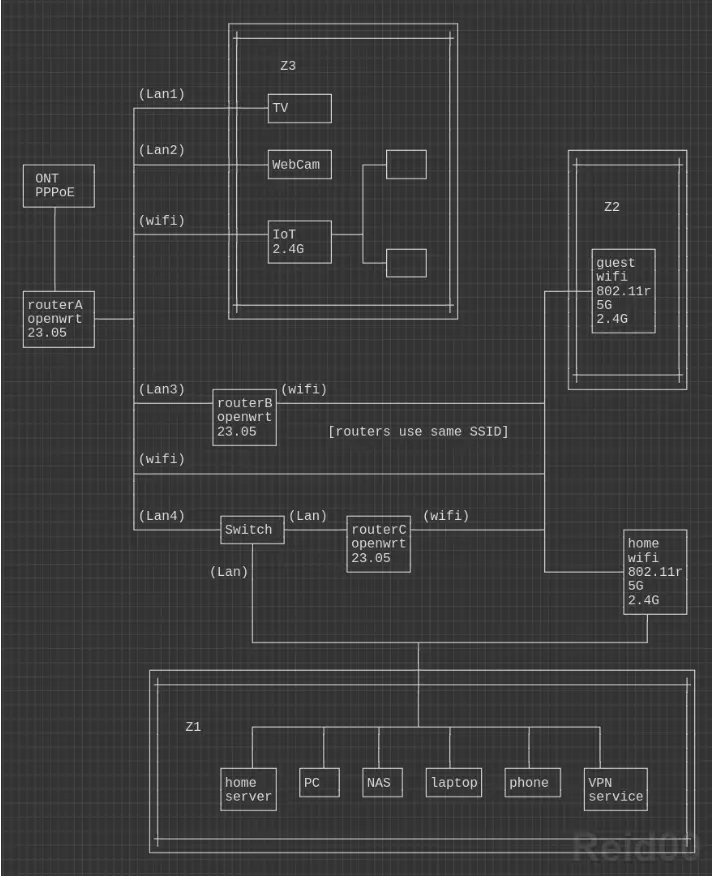 Z3
(Lan1)
TV
(Lan2)
WebCam
ONT
PPPoE
(wifi)
IoT
2.4G
Z2
guest
wifi
802.11r
5G
2.4G
routerA
openwrt
23.05
(Lan3)
(wifi)
routerB
openwrt
23.05
[routers use same SSID]
(wifi)
(Lan4)
Switch
(Lan)
routerC
openwrt
23.05
(wifi)
home
wifi
802.11r
5G
2.4G
(Lan)
Z1
home
server
PC
NAS
laptop
phone
VPN
service
Reid00